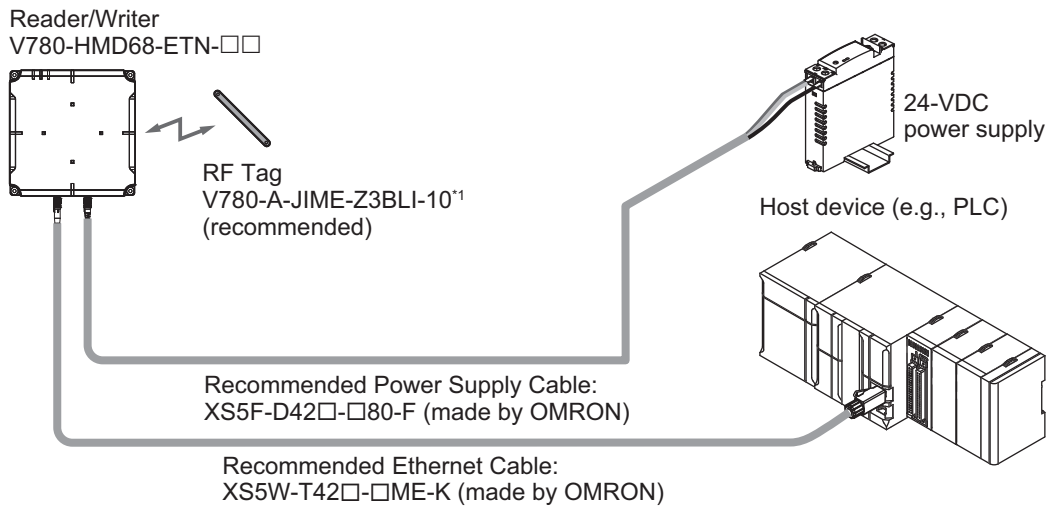 Reader/Writer
V780-HMD68-ETN-□□
RF Tag
V780-A-JIME-Z3BLI-10*1
(recommended)
24-VDC
power supply
Host device (e.g., PLC)
Recommended Power Supply Cable:
XS5F-D42□-□80-F (made by OMRON)
Recommended Ethernet Cable:
XS5W-T42□-□ME-K (made by OMRON)